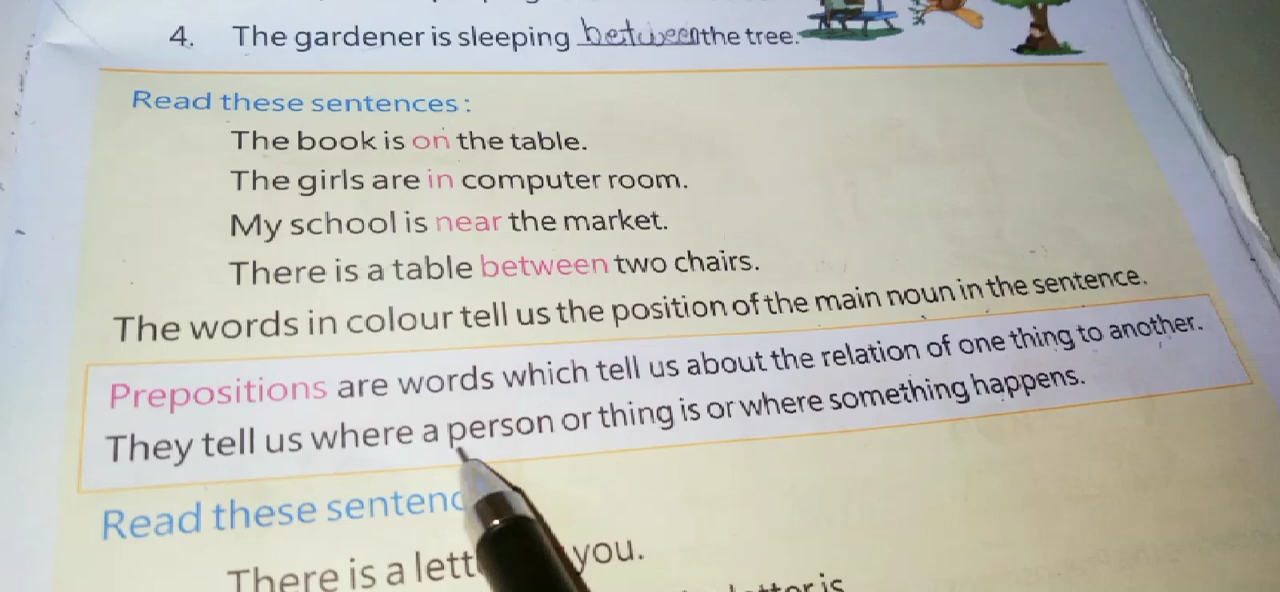 4. The gardener is sleeping between the tree.
Read these sentences:
The book is on the table.
The girls are in computer room.
My school is near the market.
There is a table between two chairs.
The words in colour tell us the position of the main noun in the sentence.
Prepositions are words which tell us about the relation of one thing to another.
They tell us where a person or thing is or where something happens.
Read these
There is a you.
is